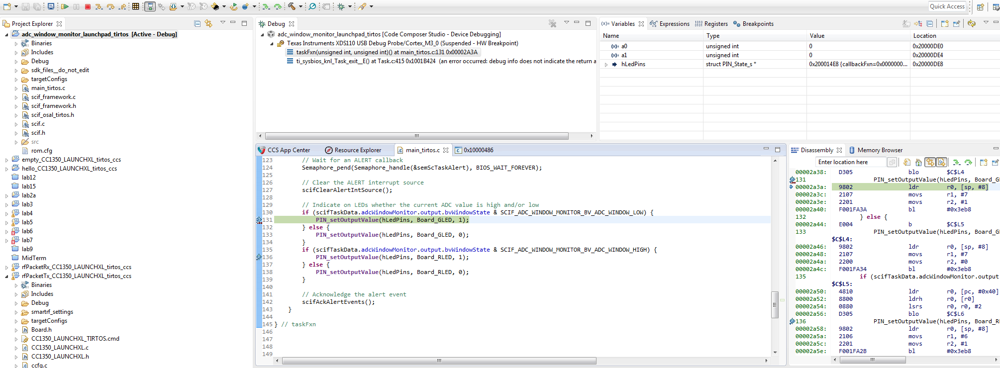 Quick Access
Project Explorer
adc_window_monitor_launchpad_tirtos [Active - Debug]
Binaries
Includes
Debug
sdk_files__do_not_edit
targetConfigs
main_tirtos.c
scif_framework.c
scif_framework.h
scif_osal_tirtos.h
scif.c
scif.h
src
rom.cfg
empty_CC1350_LAUNCHXL_tirtos_ccs
hello_CC1350_LAUNCHXL_tirtos_ccs
lab12
lab15
lab2a
lab3
lab4
lab5
lab6
lab7
lab9
MidTerm
rfPacketRx_CC1350_LAUNCHXL_tirtos_ccs
rfPacketTx_CC1350_LAUNCHXL_tirtos_ccs
Binaries
Includes
Debug
smartrf_settings
targetConfigs
Board.h
CC1350_LAUNCHXL_TIRTOS.cmd
CC1350_LAUNCHXL.c
CC1350_LAUNCHXL.h
ccfg.c
Debug
adc_window_monitor_launchpad_tirtos [Code Composer Studio - Device Debugging]
Texas Instruments XDS110 USB Debug Probe/Cortex_M3_0 (Suspended - HW Breakpoint)
taskFxn(unsigned int, unsigned int)() at main_tirtos.c:131 0x00002A3A
ti_sysbios_knl_Task_exit__E() at Task.c:415 0x1001B424 (an error occurred: debug info does not indicate the return a
(x)= Variables Expressions 1010 0101 Registers Breakpoints
Name Type Value Location
(x)= a0 unsigned int 0 0x20000DE0
(x)= a1 unsigned int 0 0x20000DE4
hLedPins struct PIN_State_s * 0x200014E8 {callbackFxn=0x0000000... 0x20000DE8
CCS App Center Resource Explorer main_tirtos.c 0x10000486
123 // Wait for an ALERT callback
124 Semaphore_pend(Semaphore_handle(&semScTaskAlert), BIOS_WAIT_FOREVER);
125
126 // Clear the ALERT interrupt source
127 scifClearAlertIntSource();
128
129 // Indicate on LEDs whether the current ADC value is high and/or low
130 if (scifTaskData.adcWindowMonitor.output.bvWindowState & SCIF_ADC_WINDOW_MONITOR_BV_ADC_WINDOW_LOW) {
131 PIN_setOutputValue(hLedPins, Board_GLED, 1);
132 } else {
133 PIN_setOutputValue(hLedPins, Board_GLED, 0);
134 }
135 if (scifTaskData.adcWindowMonitor.output.bvWindowState & SCIF_ADC_WINDOW_MONITOR_BV_ADC_WINDOW_HIGH) {
136 PIN_setOutputValue(hLedPins, Board_RLED, 1);
137 } else {
138 PIN_setOutputValue(hLedPins, Board_RLED, 0);
139 }
140
141 // Acknowledge the alert event
142 scifAckAlertEvents();
143 }
144
145 } // taskFxn
146
147
148
149
Disassembly Memory Browser
Enter location here
00002a38: D305 blo $C$L4
131 PIN_setOutputValue(hLedPins, Board_GL
00002a3a: 9802 ldr r0, [sp, #8]
00002a3c: 2107 movs r1, #7
00002a3e: 2201 movs r2, #1
00002a40: F001FA3A bl #0x3eb8
132 } else {
00002a44: E004 b $C$L5
133 PIN_setOutputValue(hLedPins, Board_GL
$C$L4:
00002a46: 9802 ldr r0, [sp, #8]
00002a48: 2107 movs r1, #7
00002a4a: 2200 movs r2, #0
00002a4c: F001FA34 bl #0x3eb8
135 if (scifTaskData.adcWindowMonitor.output
$C$L5:
00002a50: 4810 ldr r0, [pc, #0x40]
00002a52: 8800 ldrh r0, [r0]
00002a54: 0880 lsrs r0, r0, #2
00002a56: D305 blo $C$L6
136 PIN_setOutputValue(hLedPins, Board_RL
00002a58: 9802 ldr r0, [sp, #8]
00002a5a: 2106 movs r1, #6
00002a5c: 2201 movs r2, #1
00002a5e: F001FA2B bl #0x3eb8